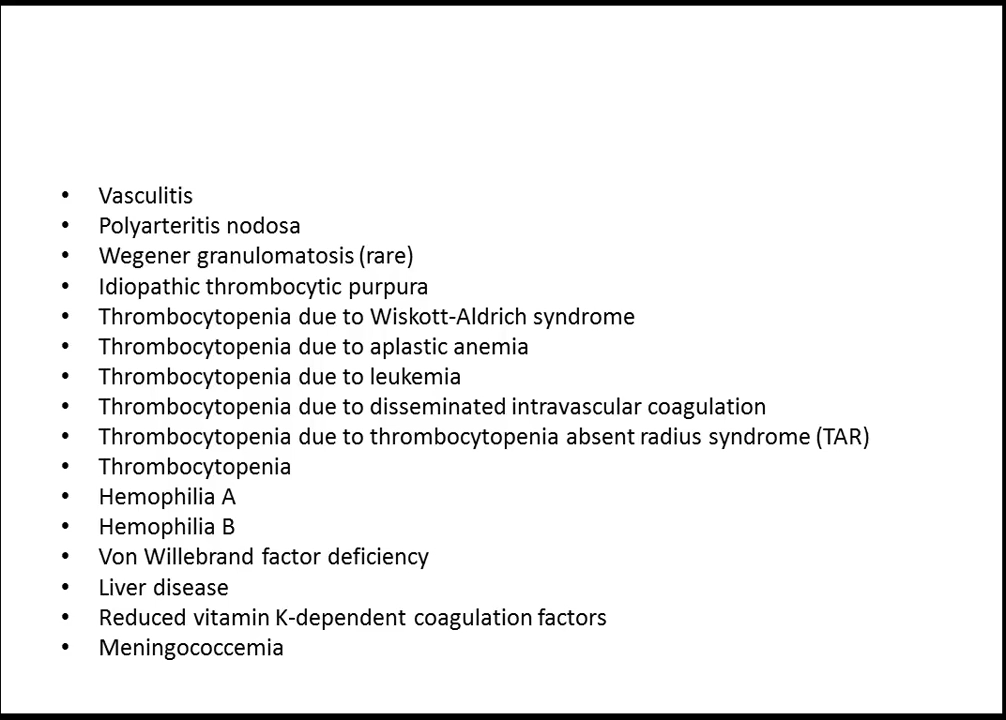 • Vasculitis
• Polyarteritis nodosa
• Wegener granulomatosis (rare)
• Idiopathic thrombocytic purpura
• Thrombocytopenia due to Wiskott-Aldrich syndrome
• Thrombocytopenia due to aplastic anemia
• Thrombocytopenia due to leukemia
• Thrombocytopenia due to disseminated intravascular coagulation
• Thrombocytopenia due to thrombocytopenia absent radius syndrome (TAR)
• Thrombocytopenia
• Hemophilia A
• Hemophilia B
• Von Willebrand factor deficiency
• Liver disease
• Reduced vitamin K-dependent coagulation factors
• Meningococcemia